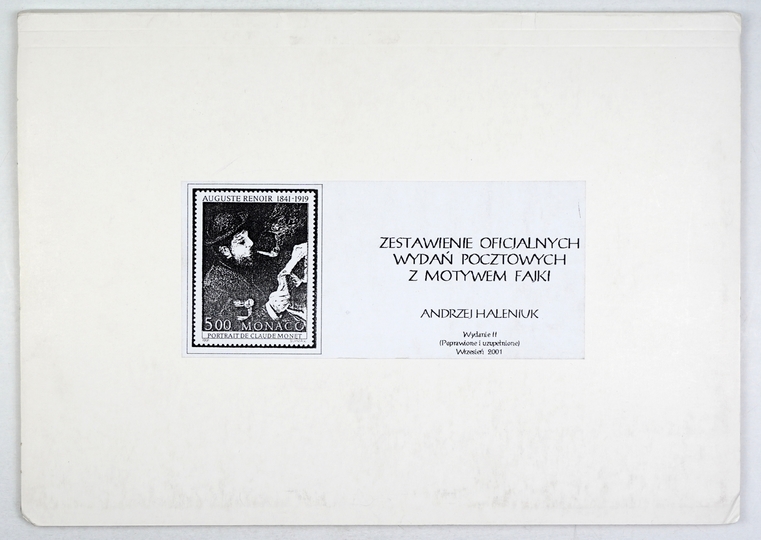 AUGUSTE RENOIR 1841-1919
5.00 MONACO
PORTRAIT DE CLAUDE MONET
ZESTAWIENIE OFICJALNYCH
WYDAŃ POCZTOWYCH
Z MOTYWEM FAJKI
ANDRZEJ HALENIUK
Wydanie II
(Poprawione i uzupełnione)
Wrzesień 2001